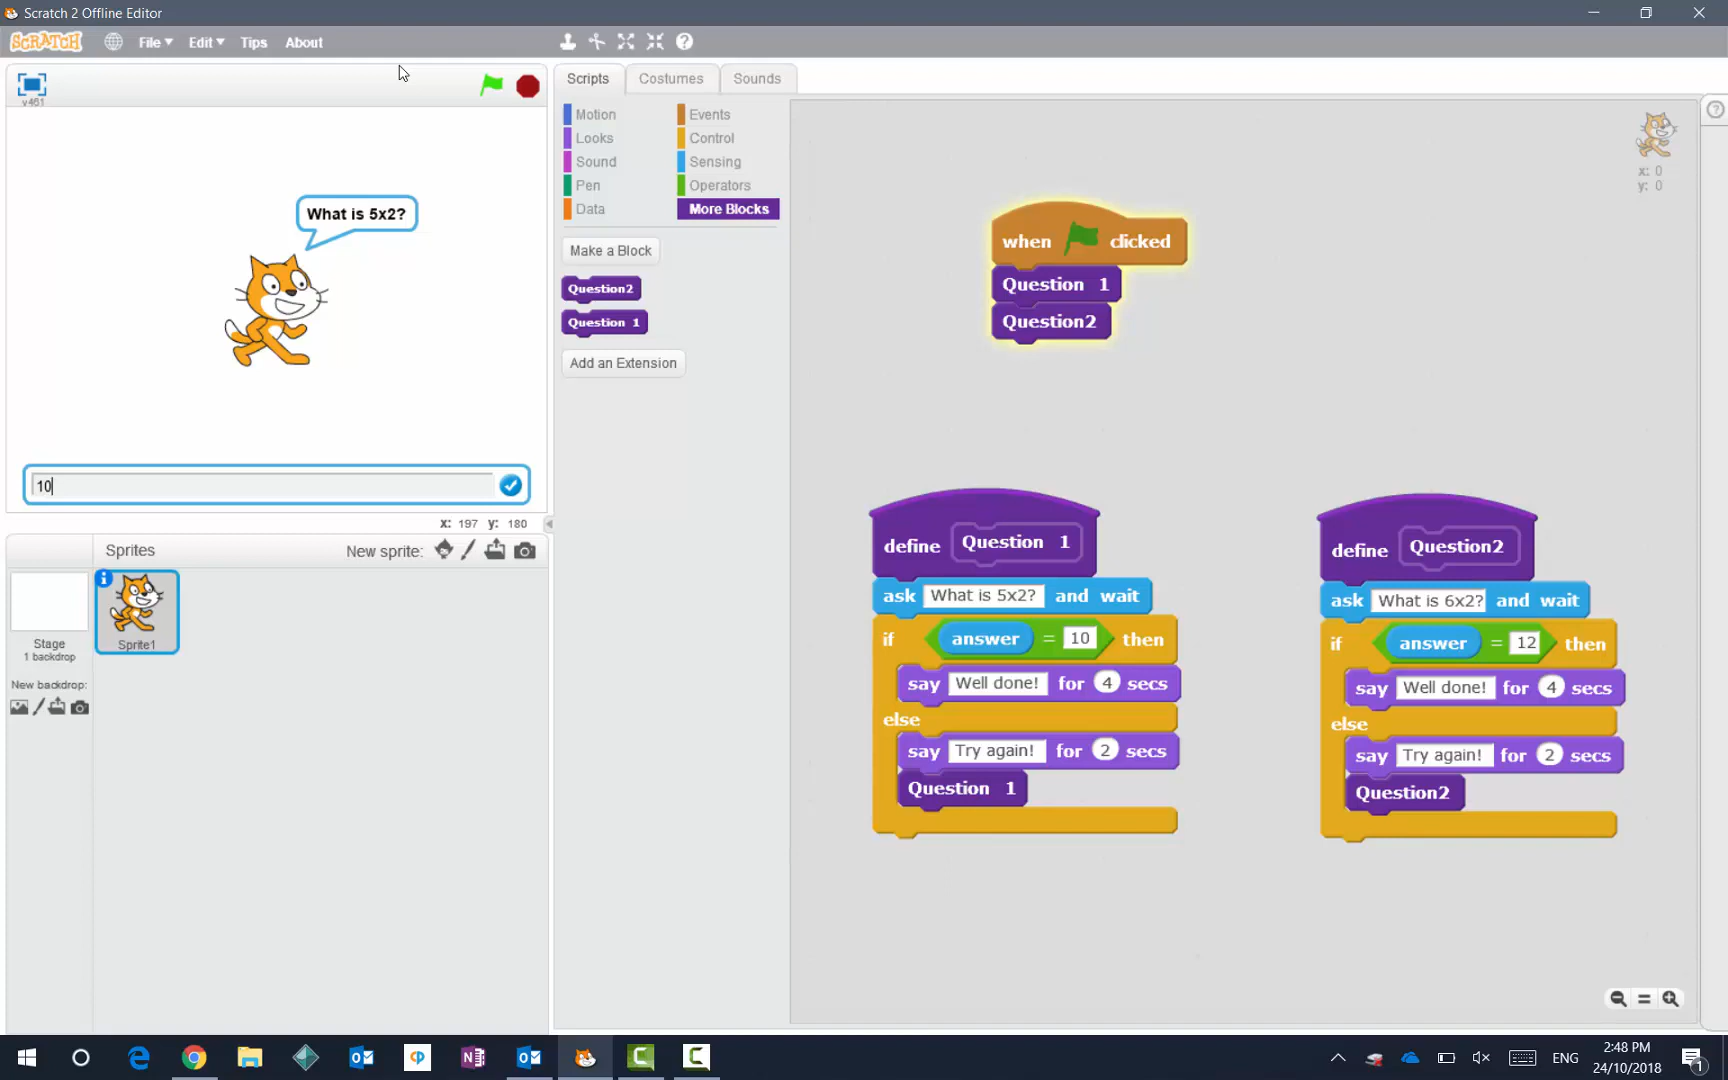 Scratch 2 Offline Editor
SCRATCH File Edit Tips About
v461
What is 5x2?
10
x: 197 y: 180
Sprites New sprite:
Sprite1
Stage
1 backdrop
New backdrop:
Scripts Costumes Sounds
Motion Events
Looks Control
Sound Sensing
Pen Operators
Data More Blocks
Make a Block
Question2
Question 1
Add an Extension
x: 0
y: 0
when clicked
Question 1
Question2
define Question 1
ask What is 5x2? and wait
if answer = 10 then
say Well done! for 4 secs
else
say Try again! for 2 secs
Question 1
define Question2
ask What is 6x2? and wait
if answer = 12 then
say Well done! for 4 secs
else
say Try again! for 2 secs
Question2
ENG
2:48 PM
24/10/2018
1